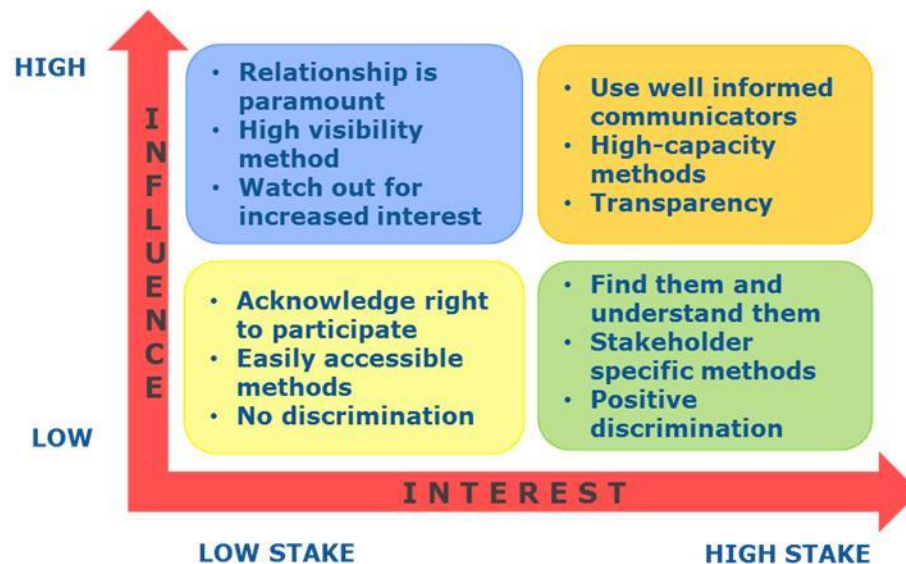 HIGH
INFLUENCE
• Relationship is
paramount
• High visibility
method
• Watch out for
increased interest
• Use well informed
communicators
• High-capacity
methods
• Transparency
• Acknowledge right
to participate
• Easily accessible
methods
• No discrimination
• Find them and
understand them
• Stakeholder
specific methods
• Positive
discrimination
LOW
INTEREST
LOW STAKE
HIGH STAKE